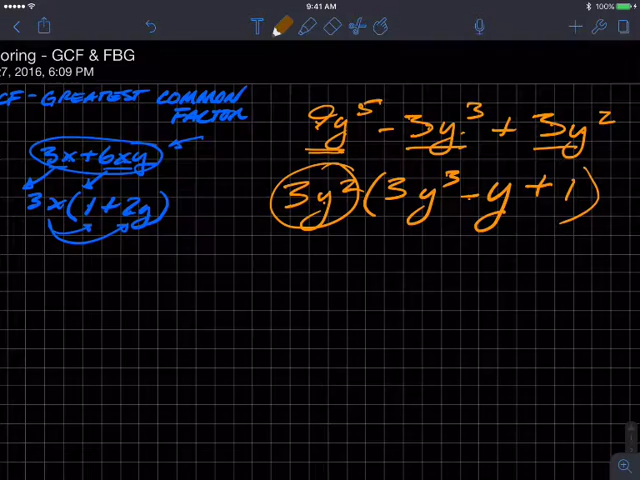 9:41 AM
100%
oring - GCF & FBG
27, 2016, 6:09 PM
CF - GREATEST COMMON
FACTOR
3x + 6xy
3x(1 + 2y)
9y⁵ - 3y³ + 3y²
3y²(3y³ - y + 1)